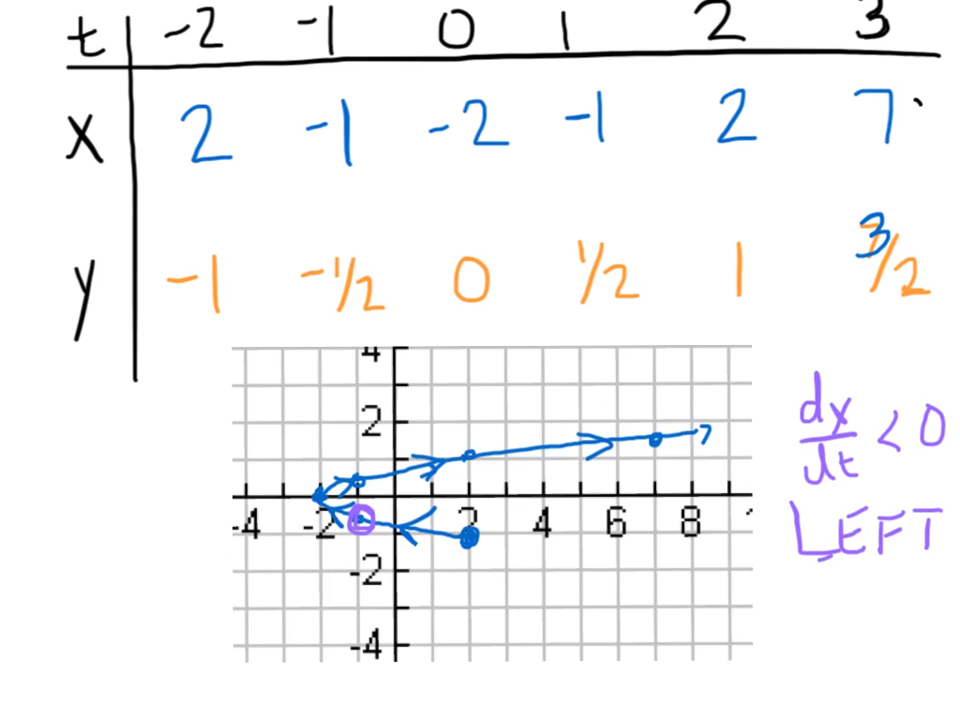 t -2 -1 0 1 2 3
x 2 -1 -2 -1 2 7
y -1 -1/2 0 1/2 1 3/2
4
2
-4 -2 2 4 6 8
-2
-4
dx/dt < 0
LEFT